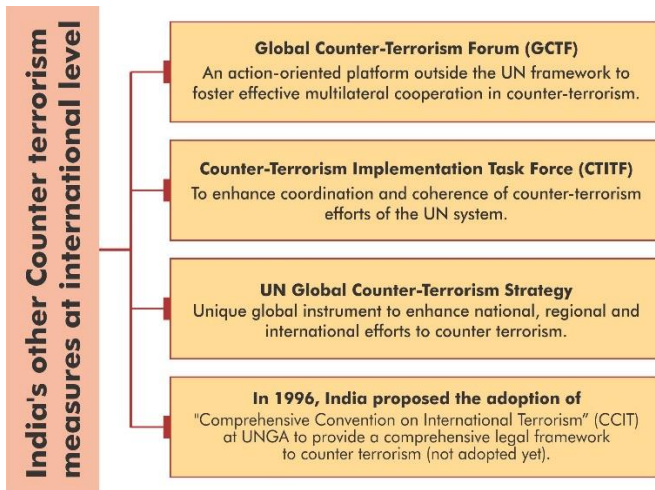 India's other Counter terrorism
measures at international level
Global Counter-Terrorism Forum (GCTF)
An action-oriented platform outside the UN framework to
foster effective multilateral cooperation in counter-terrorism.
Counter-Terrorism Implementation Task Force (CTITF)
To enhance coordination and coherence of counter-terrorism
efforts of the UN system.
UN Global Counter-Terrorism Strategy
Unique global instrument to enhance national, regional and
international efforts to counter terrorism.
In 1996, India proposed the adoption of
"Comprehensive Convention on International Terrorism” (CCIT)
at UNGA to provide a comprehensive legal framework
to counter terrorism (not adopted yet).